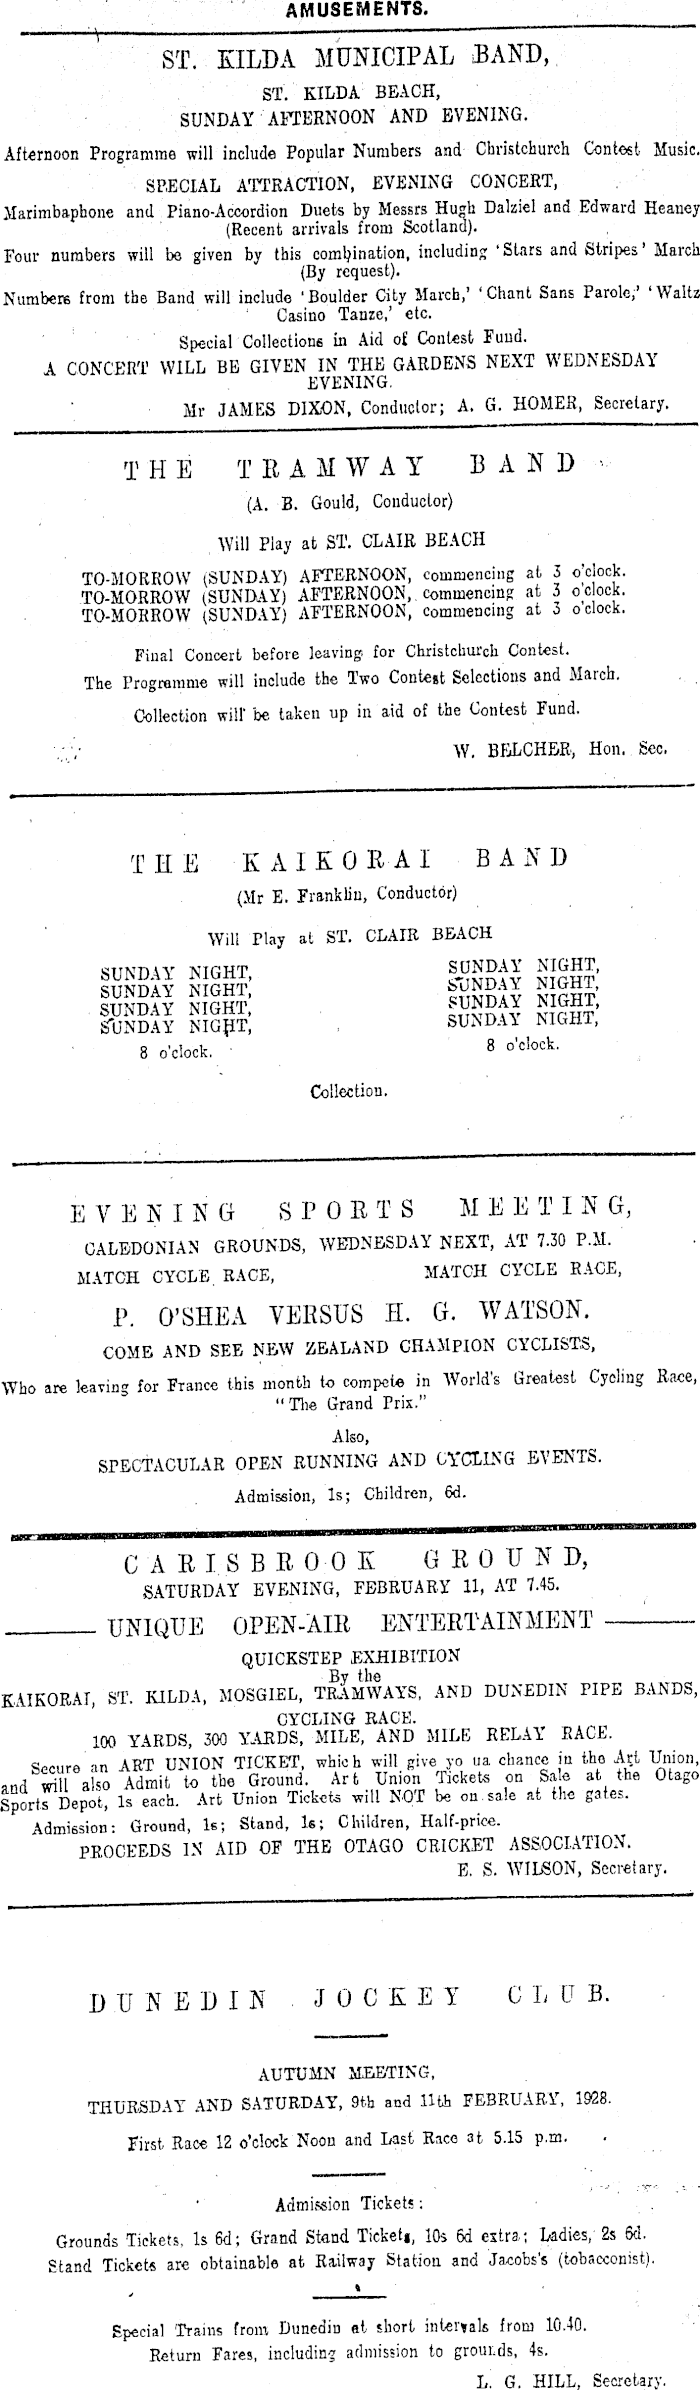 AMUSEMENTS.
ST. KILDA MUNICIPAL BAND,
ST. KILDA BEACH,
SUNDAY AFTERNOON AND EVENING.
Afternoon Programme will include Popular Numbers and Christchurch Contest Music.
SPECIAL ATTRACTION, EVENING CONCERT,
Marimbaphone and Piano-Accordion Duets by Messrs Hugh Dalziel and Edward Heaney
(Recent arrivals from Scotland).
Four numbers will be given by this combination, including 'Stars and Stripes' March
(By request).
Numbers from the Band will include 'Boulder City March,' 'Chant Sans Parole,' 'Waltz
Casino Tanze,' etc.
Special Collections in Aid of Contest Fund.
A CONCERT WILL BE GIVEN IN THE GARDENS NEXT WEDNESDAY
EVENING.
Mr JAMES DIXON, Conductor; A. G. HOMER, Secretary.
THE TRAMWAY BAND
(A. B. Gould, Conductor)
Will Play at ST. CLAIR BEACH
TO-MORROW (SUNDAY) AFTERNOON, commencing at 3 o'clock.
TO-MORROW (SUNDAY) AFTERNOON, commencing at 3 o'clock.
TO-MORROW (SUNDAY) AFTERNOON, commencing at 3 o'clock.
Final Concert before leaving for Christchurch Contest.
The Programme will include the Two Contest Selections and March.
Collection will be taken up in aid of the Contest Fund.
W. BELCHER, Hon. Sec.
THE KAIKORAI BAND
(Mr E. Franklin, Conductor)
Will Play at ST. CLAIR BEACH
SUNDAY NIGHT, SUNDAY NIGHT,
SUNDAY NIGHT, SUNDAY NIGHT,
SUNDAY NIGHT, SUNDAY NIGHT,
SUNDAY NIGHT, SUNDAY NIGHT,
8 o'clock. 8 o'clock.
Collection.
EVENING SPORTS MEETING,
CALEDONIAN GROUNDS, WEDNESDAY NEXT, AT 7.30 P.M.
MATCH CYCLE RACE, MATCH CYCLE RACE,
P. O'SHEA VERSUS H. G. WATSON.
COME AND SEE NEW ZEALAND CHAMPION CYCLISTS,
Who are leaving for France this month to compete in World's Greatest Cycling Race,
"The Grand Prix."
Also,
SPECTACULAR OPEN RUNNING AND CYCLING EVENTS.
Admission, 1s; Children, 6d.
CARISBROOK GROUND,
SATURDAY EVENING, FEBRUARY 11, AT 7.45.
UNIQUE OPEN-AIR ENTERTAINMENT
QUICKSTEP EXHIBITION
By the
KAIKORAI, ST. KILDA, MOSGIEL, TRAMWAYS, AND DUNEDIN PIPE BANDS,
CYCLING RACE.
100 YARDS, 300 YARDS, MILE, AND MILE RELAY RACE.
Secure an ART UNION TICKET, which will give yo ua chance in the Art Union,
and will also Admit to the Ground. Art Union Tickets on Sale at the Otago
Sports Depot, 1s each. Art Union Tickets will NOT be on sale at the gates.
Admission: Ground, 1s; Stand, 1s; Children, Half-price.
PROCEEDS IN AID OF THE OTAGO CRICKET ASSOCIATION.
E. S. WILSON, Secretary.
DUNEDIN JOCKEY CLUB.
AUTUMN MEETING,
THURSDAY AND SATURDAY, 9th and 11th FEBRUARY, 1928.
First Race 12 o'clock Noon and Last Race at 5.15 p.m.
Admission Tickets:
Grounds Tickets, 1s 6d; Grand Stand Tickets, 10s 6d extra; Ladies, 2s 6d.
Stand Tickets are obtainable at Railway Station and Jacobs's (tobacconist).
Special Trains from Dunedin at short intervals from 10.40.
Return Fares, including admission to grounds, 4s.
L. G. HILL, Secretary.